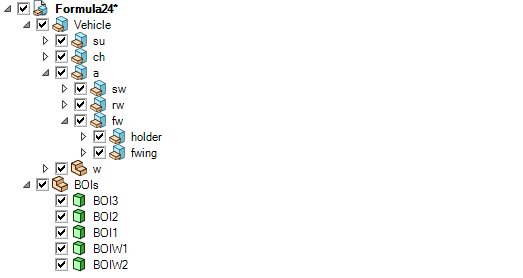 Formula24*
Vehicle
su
ch
a
sw
rw
fw
holder
fwing
w
BOIs
BOI3
BOI2
BOI1
BOIW1
BOIW2